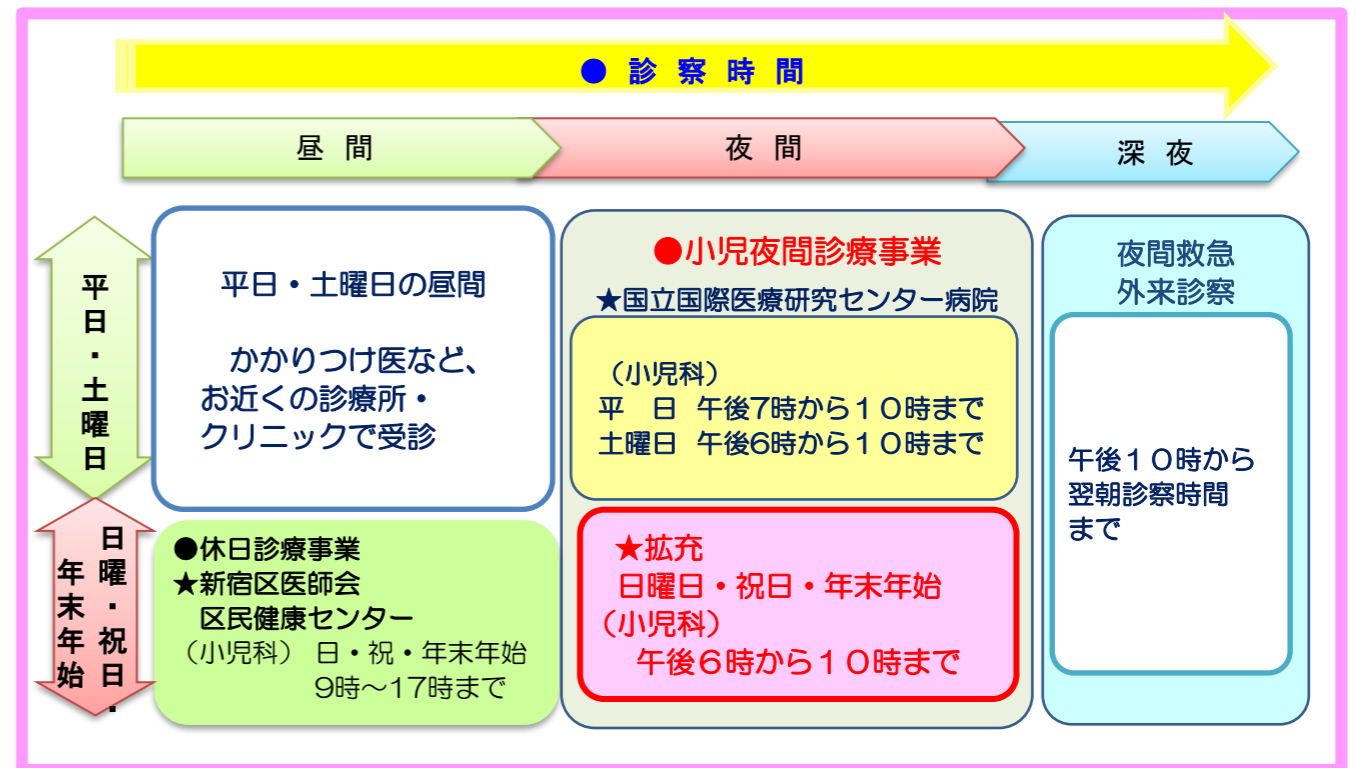 ● 診 察 時 間
昼 間
夜 間
深 夜
平日・土曜日
平日・土曜日の昼間
かかりつけ医など、
お近くの診療所・
クリニックで受診
●小児夜間診療事業
★国立国際医療研究センター病院
（小児科）
平　日 午後7時から１０時まで
土曜日 午後6時から１０時まで
夜間救急
外来診察
午後１０時から
翌朝診察時間
まで
日曜・祝日・
年末年始
●休日診療事業
★新宿区医師会
区民健康センター
（小児科） 日・祝・年末年始
9時～17時まで
★拡充
日曜日・祝日・年末年始
（小児科）
午後６時から１０時まで